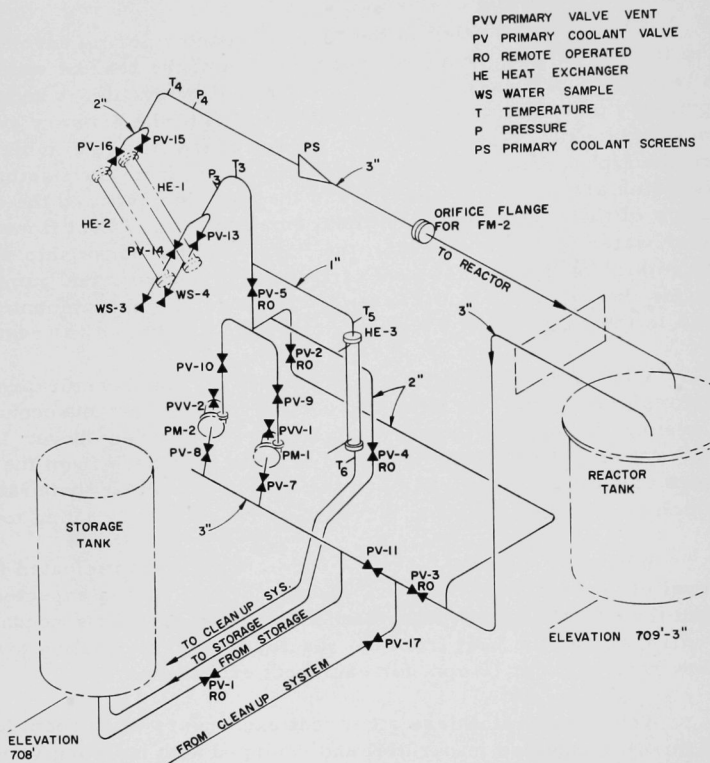 PVV PRIMARY VALVE VENT
PV PRIMARY COOLANT VALVE
RO REMOTE OPERATED
HE HEAT EXCHANGER
WS WATER SAMPLE
T TEMPERATURE
P PRESSURE
PS PRIMARY COOLANT SCREENS
T4
P4
2"
PV-15
PV-16
PS
3"
HE-1
HE-2
T3
P3
ORIFICE FLANGE
FOR FM-2
PV-13
PV-14
TO REACTOR
WS-4
WS-3
1"
PV-5
RO
T5
HE-3
3"
PV-2
RO
PV-10
2"
PV-9
PVV-2
PM-2
PVV-1
PV-8
PM-1
PV-4
RO
T6
PV-7
REACTOR
TANK
STORAGE
TANK
3"
PV-11
PV-3
RO
TO CLEAN UP SYS.
TO STORAGE
FROM STORAGE
PV-17
ELEVATION 709'-3"
PV-1
RO
FROM CLEAN UP SYSTEM
ELEVATION
708'